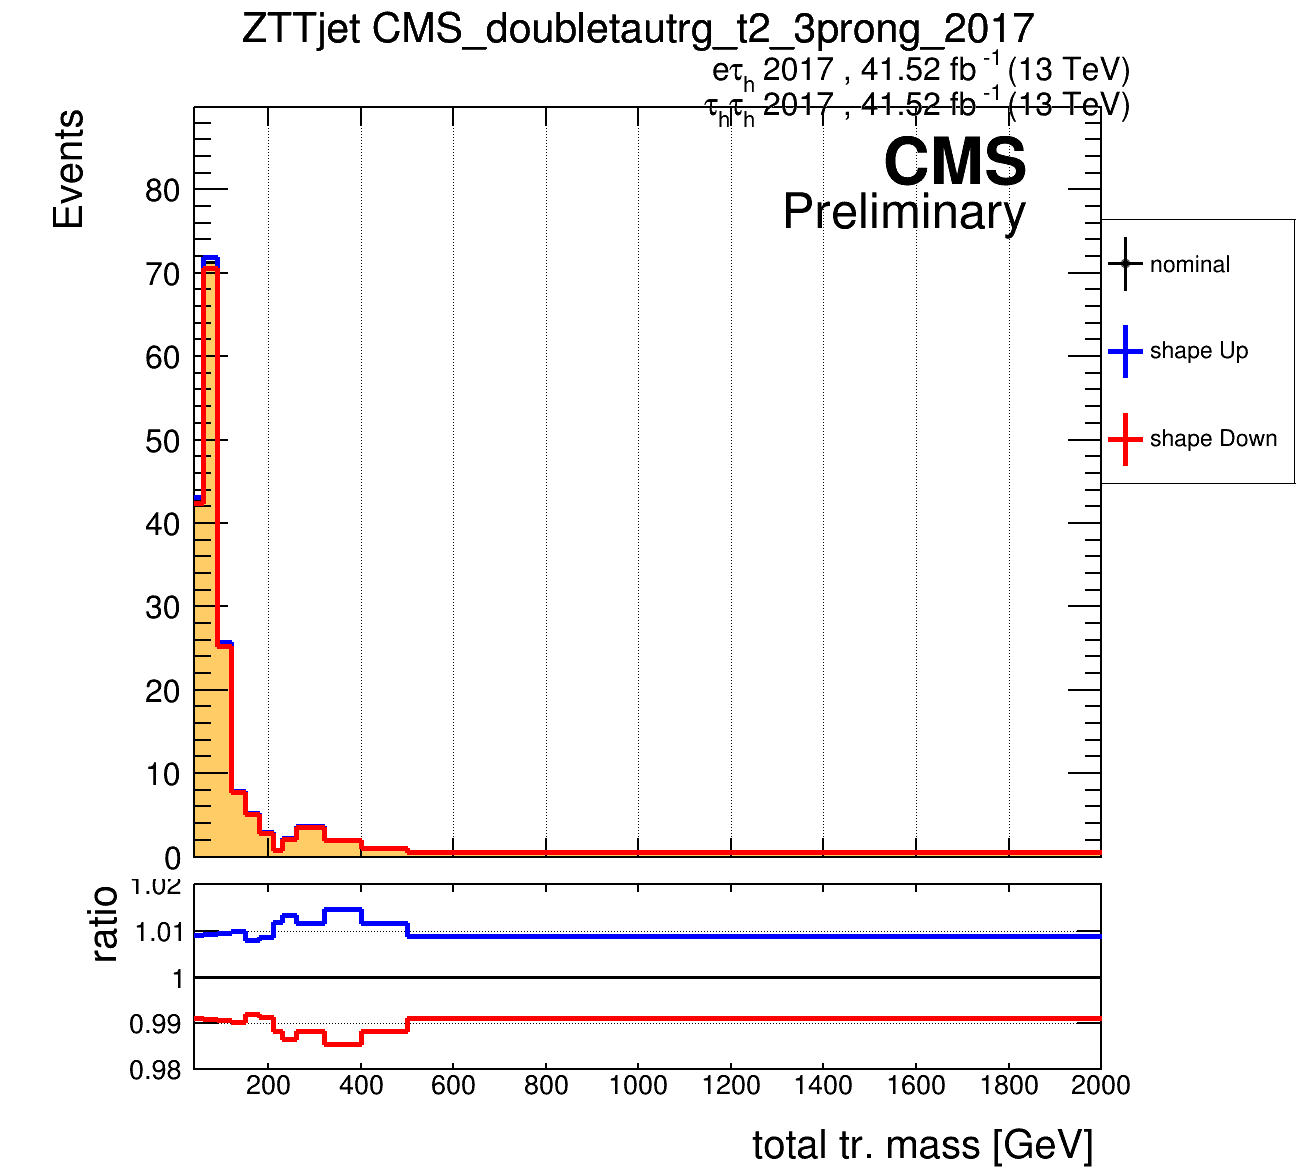 ZTTjet CMS_doubletautrg_t2_3prong_2017
eτh 2017 , 41.52 fb -1 (13 TeV)
τhτh 2017 , 41.52 fb -1 (13 TeV)
CMS
Preliminary
Events
80
70
60
50
40
30
20
10
0
nominal
shape Up
shape Down
ratio
1.02
1.01
1
0.99
0.98
200 400 600 800 1000 1200 1400 1600 1800 2000
total tr. mass [GeV]